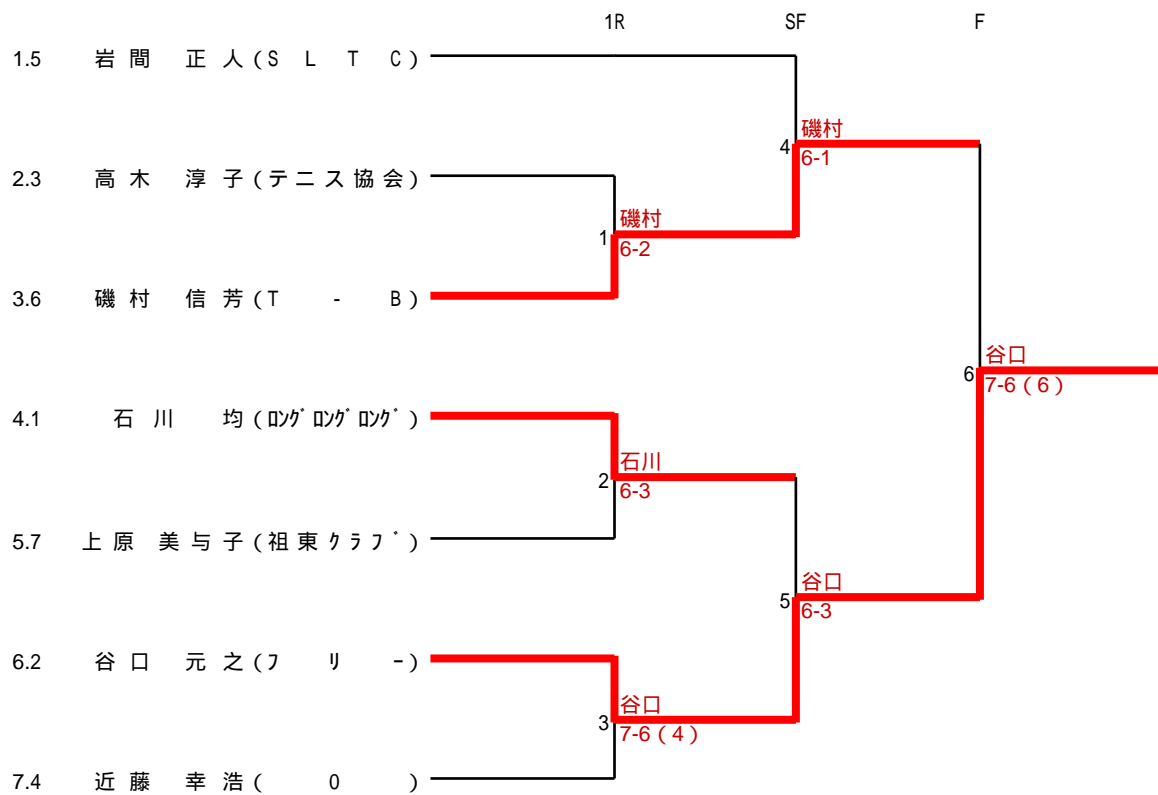 1R SF F
1.5 岩間 正人(SLTC)
磯村
4 6-1
2.3 高木 淳子(テニス協会)
磯村
1 6-2
3.6 磯村 信芳(T-B)
谷口
6 7-6(6)
4.1 石川 均(ﾛﾝｸﾞﾛﾝｸﾞﾛﾝｸﾞ)
石川
2 6-3
5.7 上原 美与子(祖東ｸﾗﾌﾞ)
谷口
5 6-3
6.2 谷口 元之(ﾌﾘｰ)
谷口
3 7-6(4)
7.4 近藤 幸浩(0)